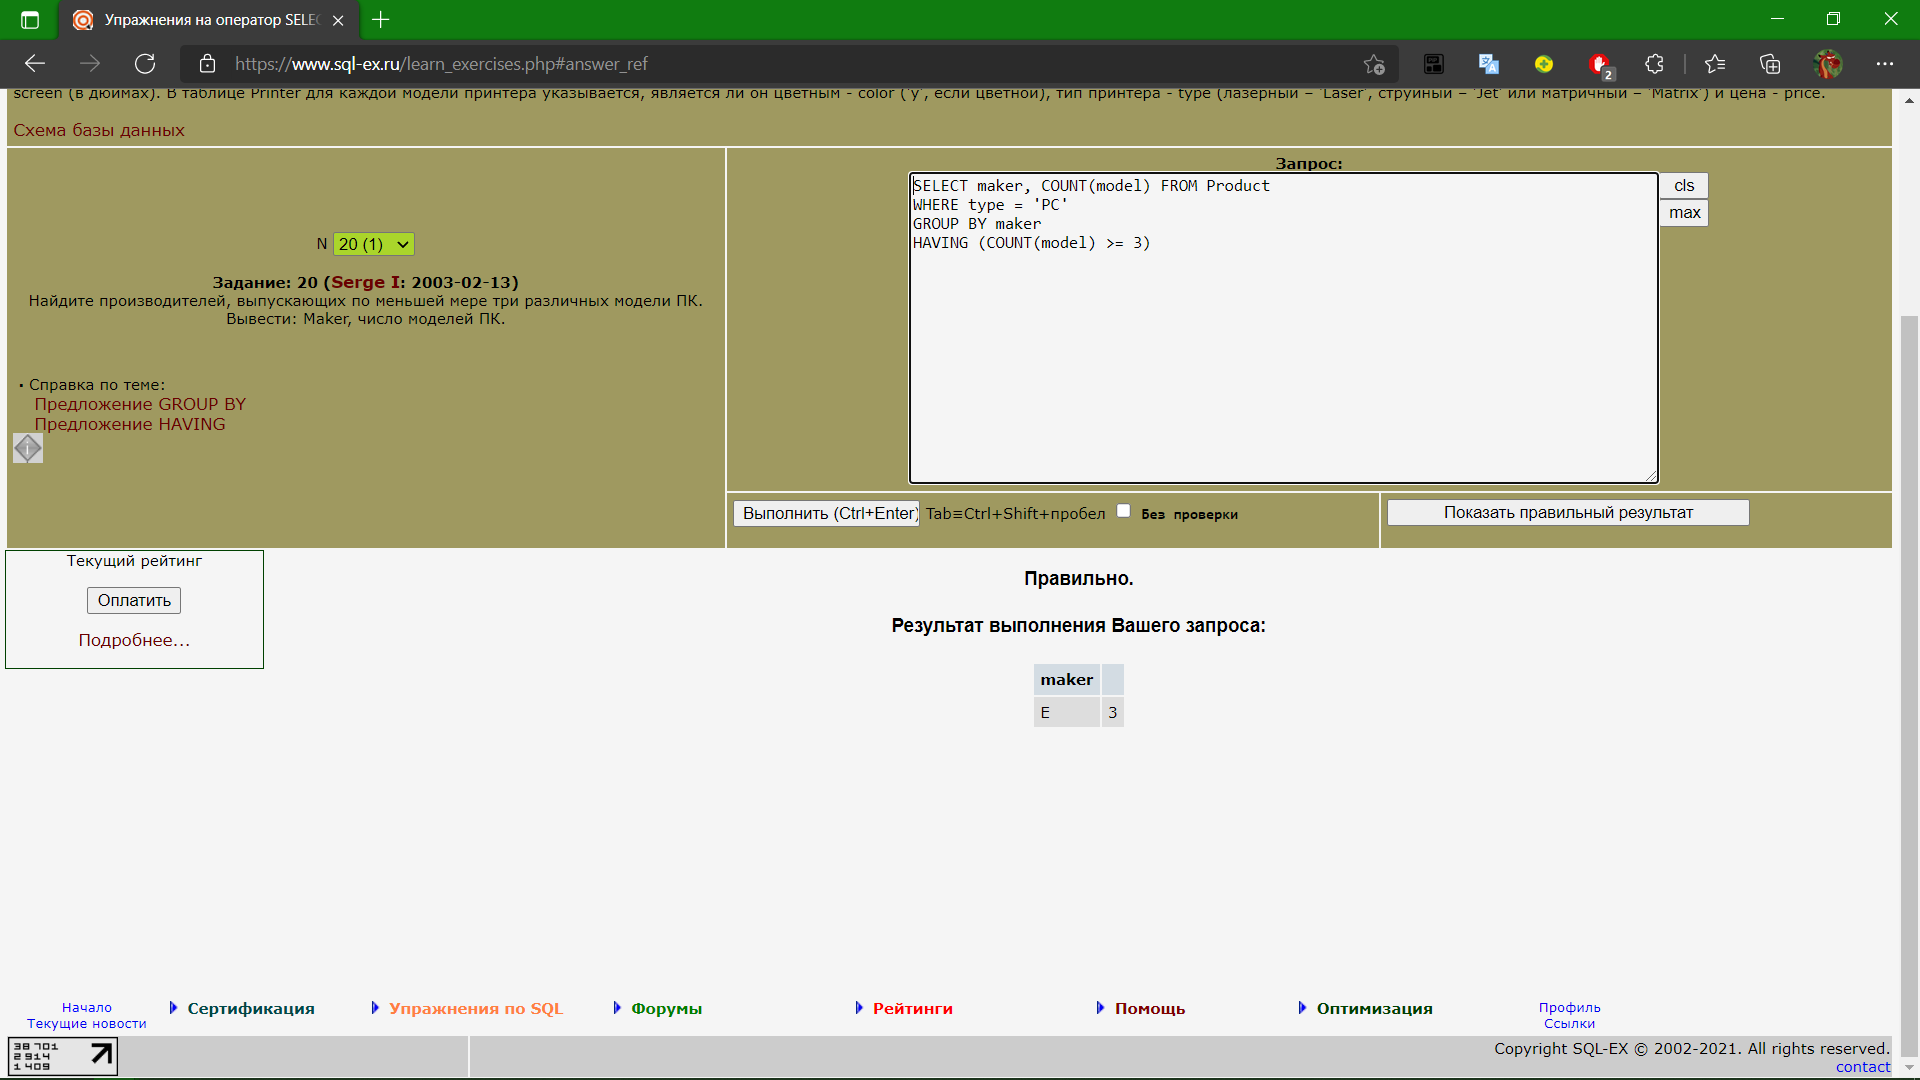 Упражнения на оператор SELEC
https://www.sql-ex.ru/learn_exercises.php#answer_ref
2
screen (в дюймах). В таблице Printer для каждой модели принтера указывается, является ли он цветным - color ('y', если цветной), тип принтера - type (лазерный – 'Laser', струйный – 'Jet' или матричный – 'Matrix') и цена - price.
Схема базы данных
N 20 (1)
Задание: 20 (Serge I: 2003-02-13)
Найдите производителей, выпускающих по меньшей мере три различных модели ПК.
Вывести: Maker, число моделей ПК.
• Справка по теме:
Предложение GROUP BY
Предложение HAVING
Запрос:
SELECT maker, COUNT(model) FROM Product
WHERE type = 'PC'
GROUP BY maker
HAVING (COUNT(model) >= 3)
cls
max
Выполнить (Ctrl+Enter) Tab≡Ctrl+Shift+пробел Без проверки
Показать правильный результат
Текущий рейтинг
Оплатить
Подробнее...
Правильно.
Результат выполнения Вашего запроса:
maker
E 3
Начало
Текущие новости
Сертификация
Упражнения по SQL
Форумы
Рейтинги
Помощь
Оптимизация
Профиль
Ссылки
38 701
2 914
1 409
Copyright SQL-EX © 2002-2021. All rights reserved.
contact